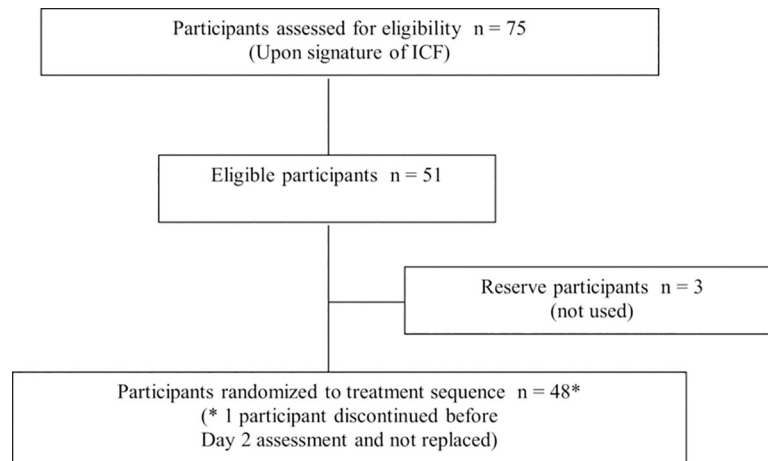 Participants assessed for eligibility n = 75
(Upon signature of ICF)
Eligible participants n = 51
Reserve participants n = 3
(not used)
Participants randomized to treatment sequence n = 48*
(* 1 participant discontinued before
Day 2 assessment and not replaced)